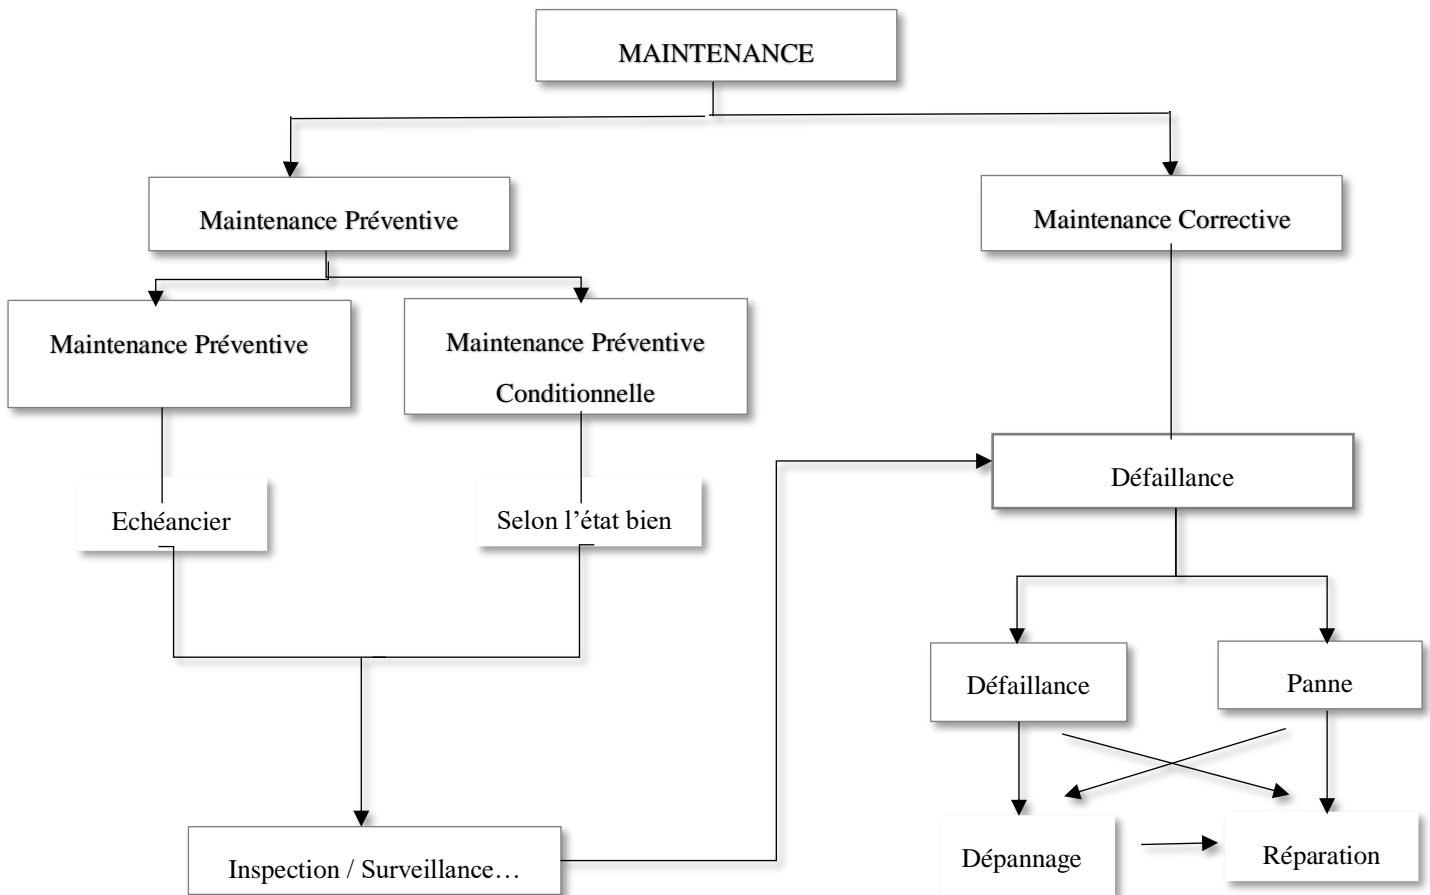 MAINTENANCE
Maintenance Préventive
Maintenance Corrective
Maintenance Préventive
Maintenance Préventive
Conditionnelle
Echéancier
Selon l’état bien
Défaillance
Défaillance
Panne
Inspection / Surveillance…
Dépannage
Réparation